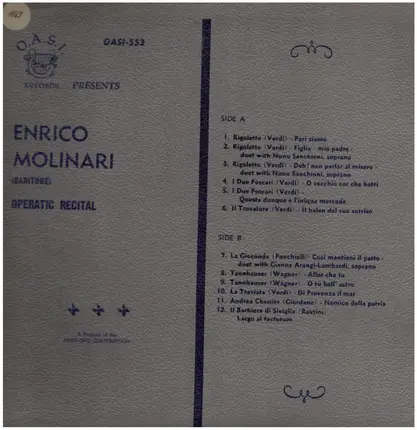 O.A.S.I.
RECORDS
OASI-553
PRESENTS
ENRICO
MOLINARI
(BARITONE)
OPERATIC RECITAL
A Product of the
CORPORATION
SIDE A
1. Rigoletto (Verdi) - Pari siamo
2. Rigoletto (Verdi) - Figlia mio padre -
duet with Nunu Sanchioni, soprano
3. Rigoletto (Verdi) - Deh! non parlar al misero -
duet with Nunu Sanchioni, soprano
4. I Due Foscari (Verdi) - O vecchio cor che batti
5. I Due Foscari (Verdi) -
Questa dunque e l'iniqua mercede
6. Il Trovatore (Verdi) - Il balen del suo sorriso
SIDE B
7. La Gioconda (Ponchielli) Cosi mantieni il patto -
duet with Gianna Arangi-Lombardi, soprano
8. Tannhauser (Wagner) - Allor che tu
9. Tannhauser (Wagner) - O tu bell' astro
10. La Traviata (Verdi) - Di Provenza il mar
11. Andrea Chenier (Giordano) - Nemico della patria
12. Il Barbiere di Siviglia (Rossini)
Largo al factotum